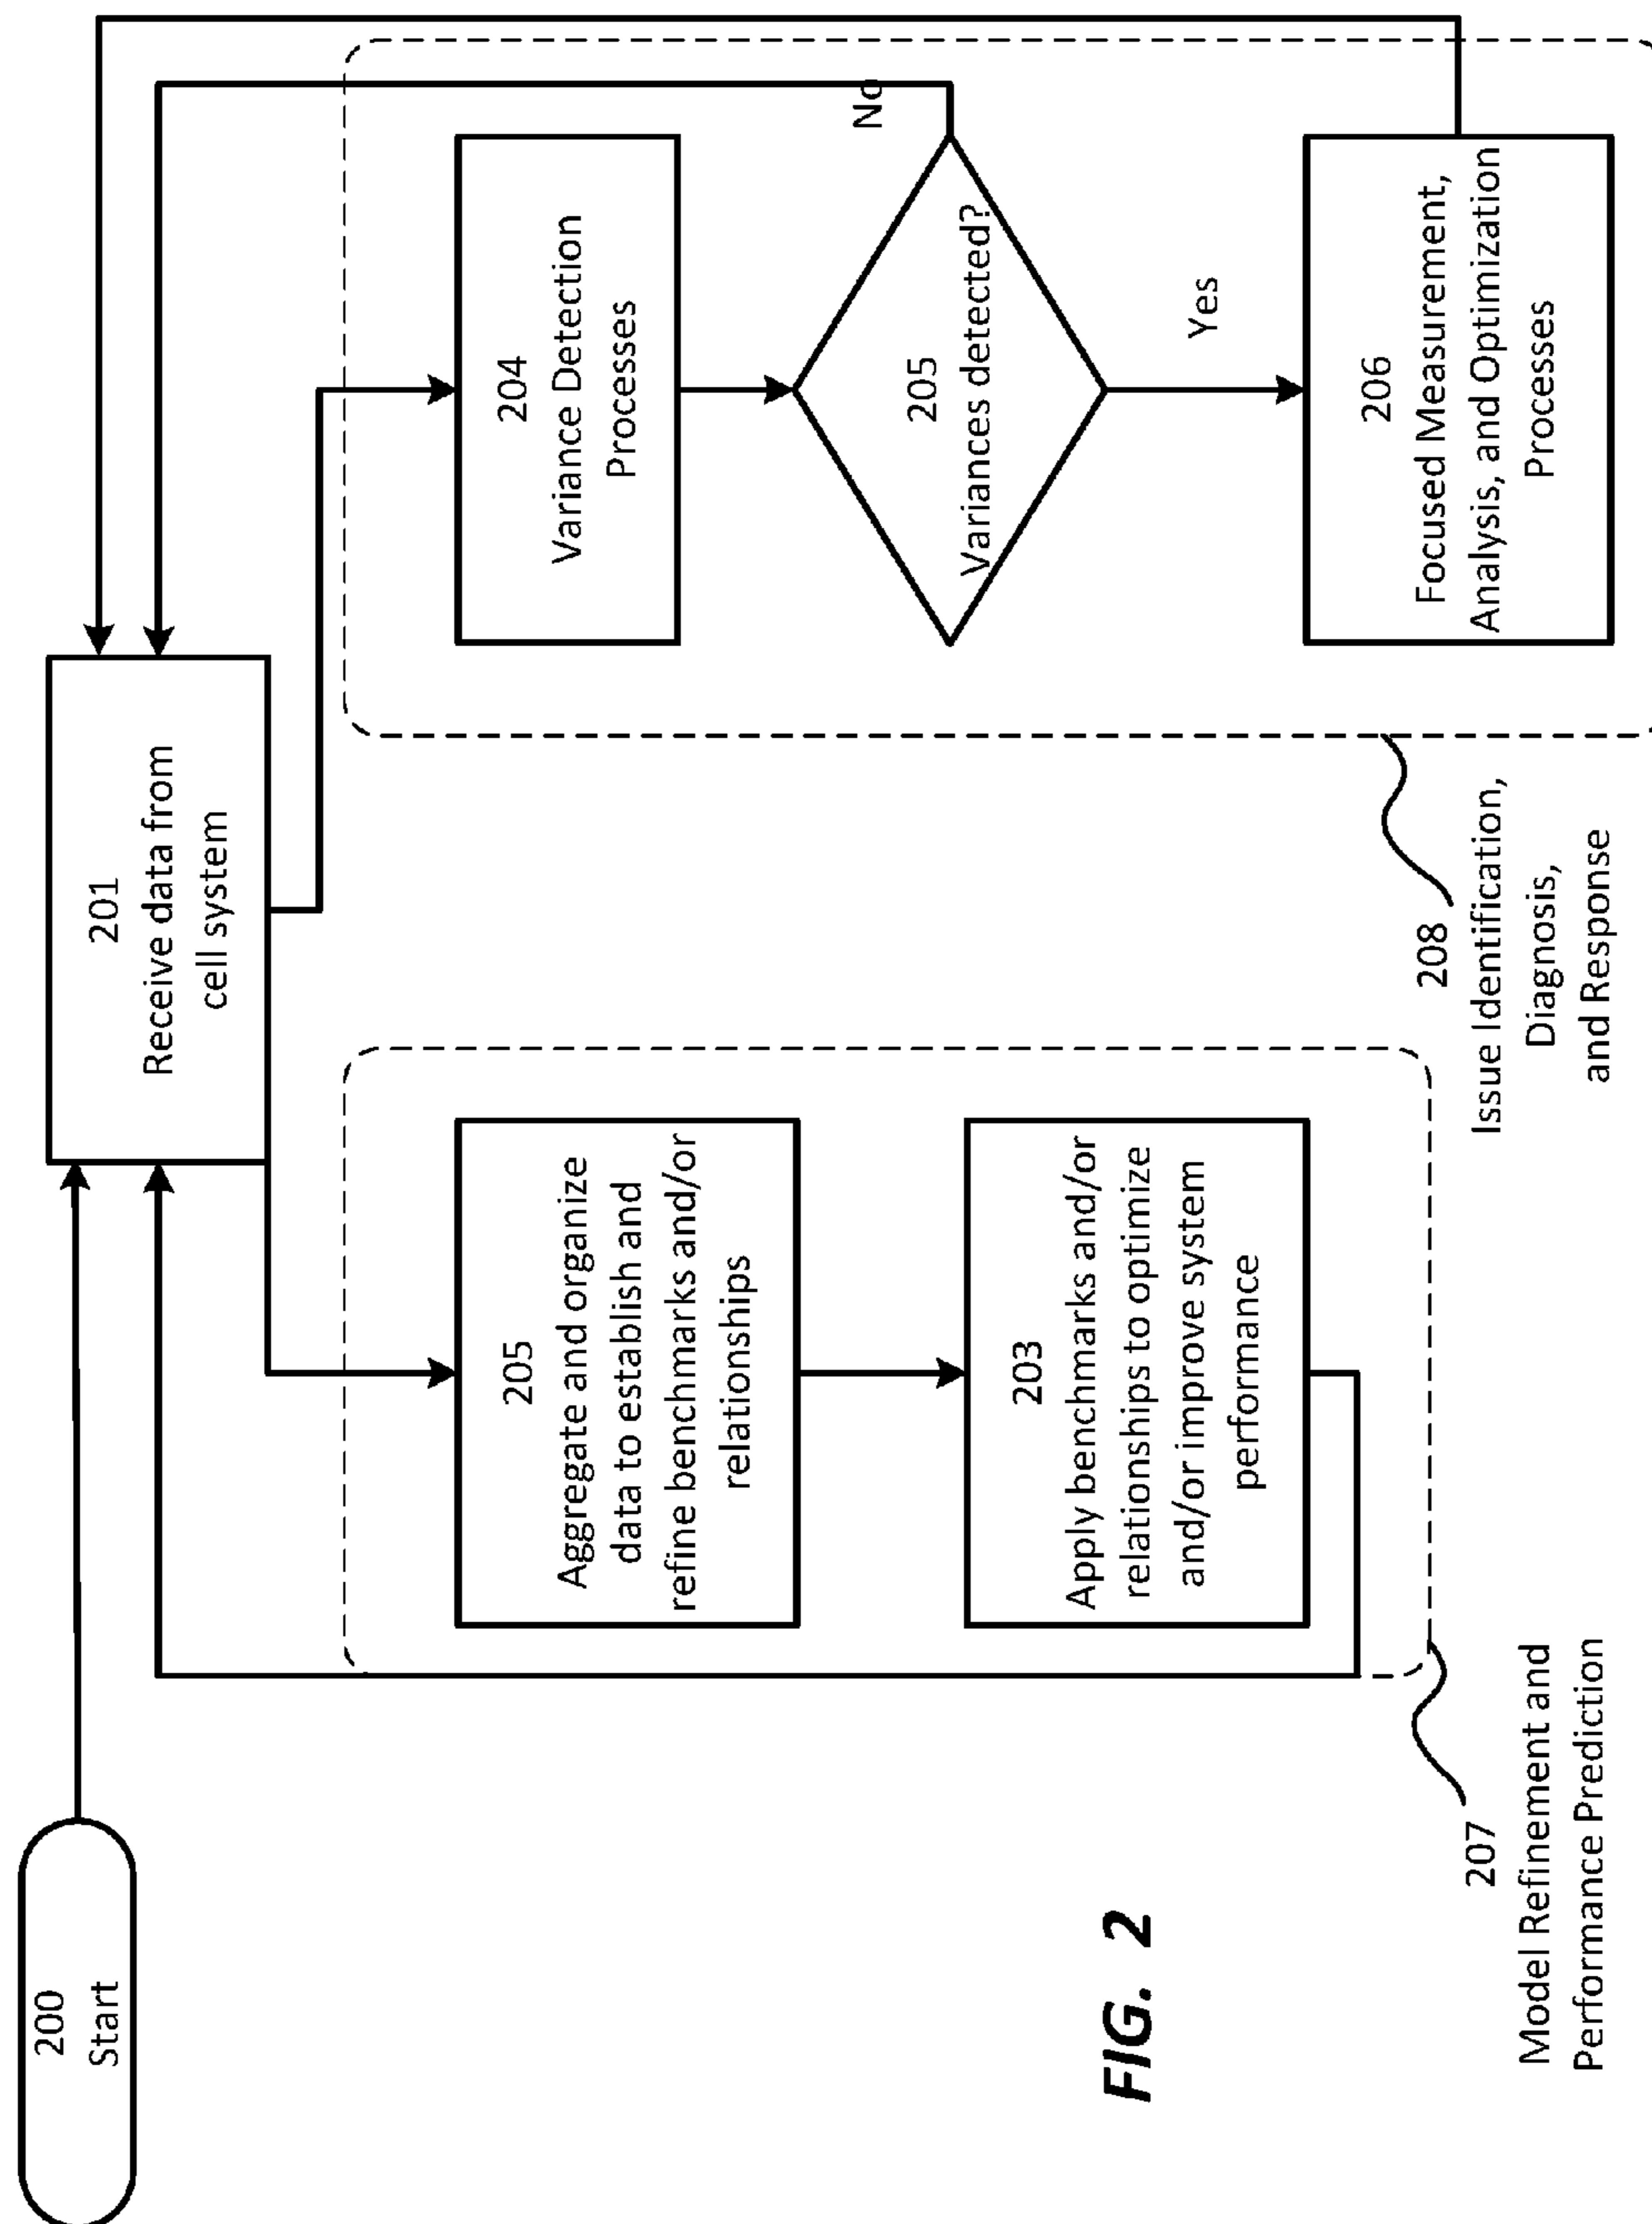 200
Start
201
Receive data from
cell system
205
Aggregate and organize
data to establish and
refine benchmarks and/or
relationships
203
Apply benchmarks and/or
relationships to optimize
and/or improve system
performance
207
Model Refinement and
Performance Prediction
204
Variance Detection
Processes
205
Variances detected?
No
Yes
206
Focused Measurement,
Analysis, and Optimization
Processes
208
Issue Identification,
Diagnosis,
and Response
FIG. 2